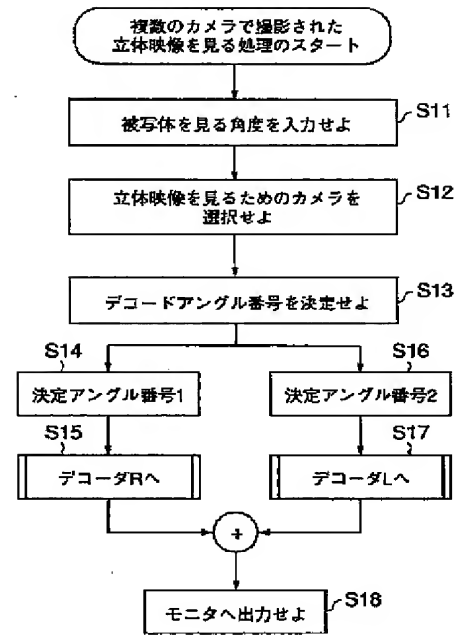 複数のカメラで撮影された
立体映像を見る処理のスタート
被写体を見る角度を入力せよ
S11
立体映像を見るためのカメラを
選択せよ
S12
デコードアングル番号を決定せよ
S13
S14
決定アングル番号1
S16
決定アングル番号2
S15
デコーダRへ
S17
デコーダLへ
+
モニタへ出力せよ
S18